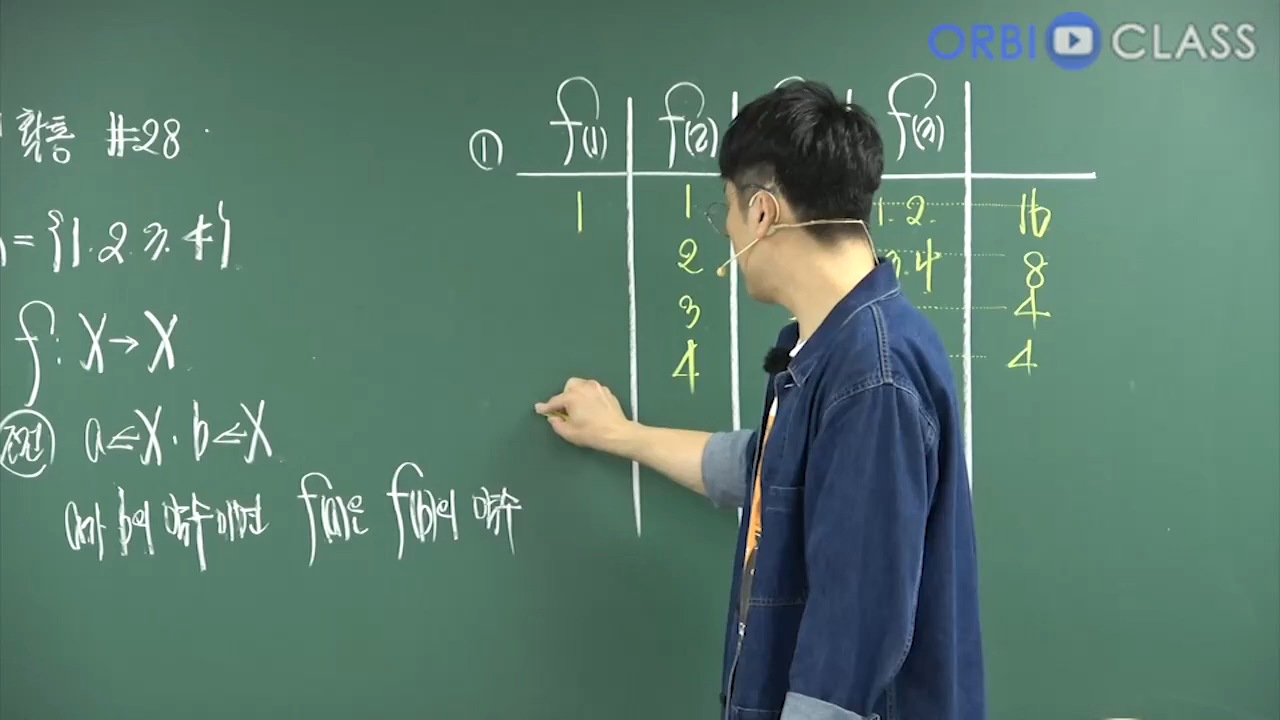 ORBI CLASS
확통 #28
= {1. 2. 3. 4}
f: X → X
조건 a∈X. b∈X
a가 b의 약수이면 f(a)은 f(b)의 약수
① f(1) f(2) f(3)
1 1 1. 2. 16
2 3.4 8
3 4
4 4